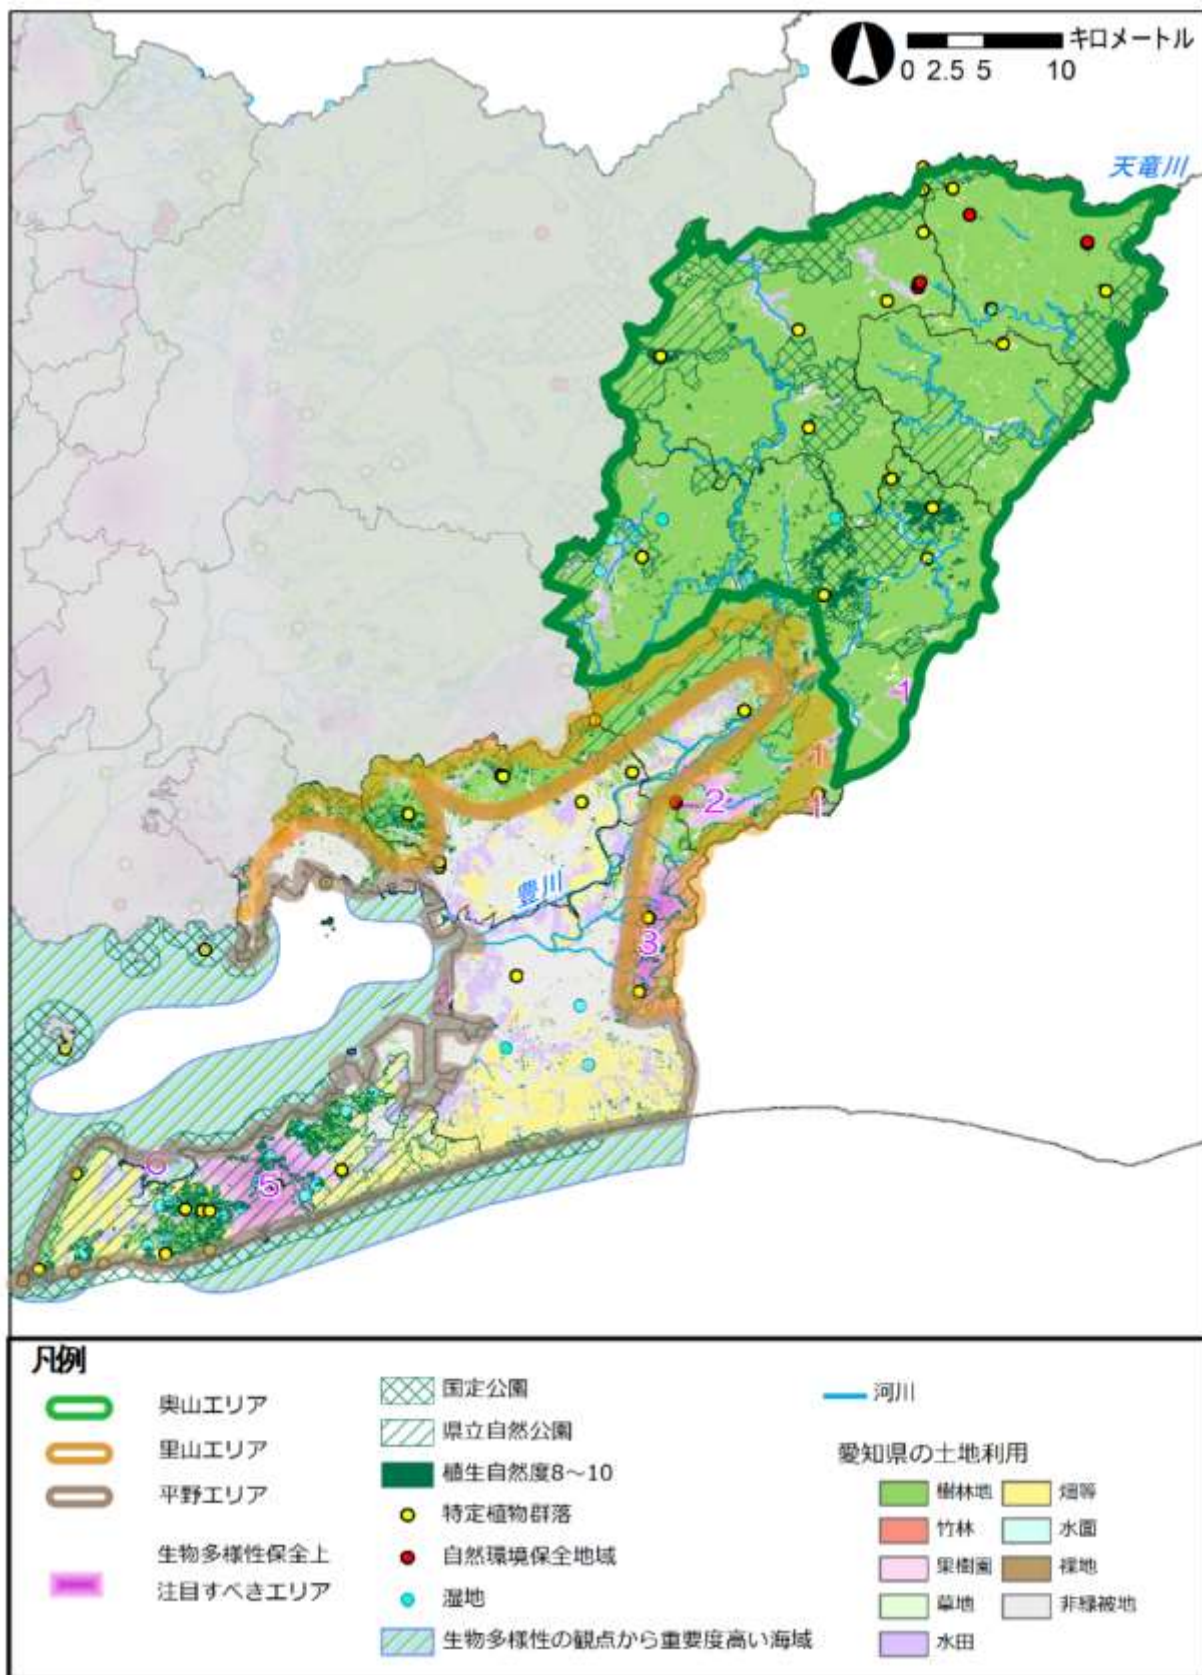 キロメートル
0 2.5 5 10
天竜川
1
1
2
1
豊川
3
6
5
凡例
奥山エリア
里山エリア
平野エリア
生物多様性保全上
注目すべきエリア
国定公園
県立自然公園
植生自然度8～10
特定植物群落
自然環境保全地域
湿地
生物多様性の観点から重要度高い海域
河川
愛知県の土地利用
樹林地
竹林
果樹園
草地
水田
畑等
水面
裸地
非緑被地